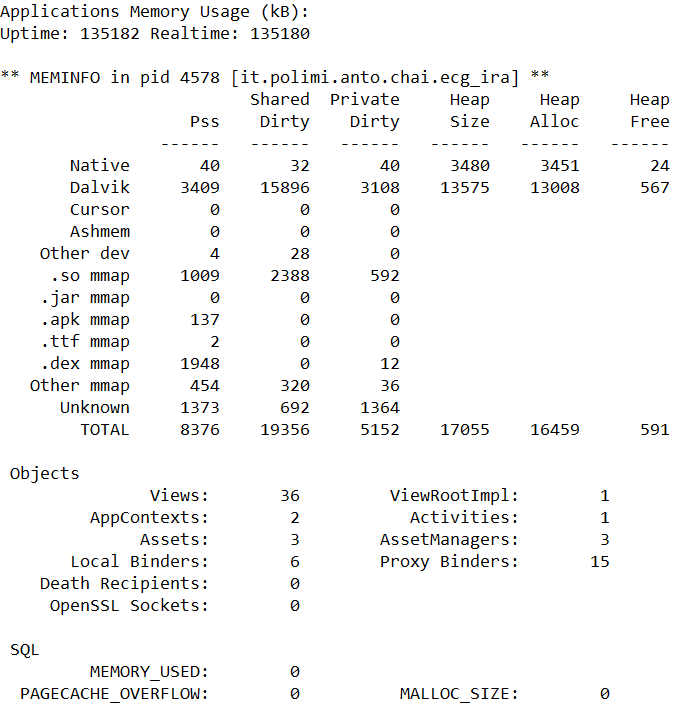 Applications Memory Usage (kB):
Uptime: 135182 Realtime: 135180
** MEMINFO in pid 4578 [it.polimi.anto.chai.ecg_ira] **
Shared Private Heap Heap Heap
Pss Dirty Dirty Size Alloc Free
------ ------ ------ ------ ------ ------
Native 40 32 40 3480 3451 24
Dalvik 3409 15896 3108 13575 13008 567
Cursor 0 0 0
Ashmem 0 0 0
Other dev 4 28 0
.so mmap 1009 2388 592
.jar mmap 0 0 0
.apk mmap 137 0 0
.ttf mmap 2 0 0
.dex mmap 1948 0 12
Other mmap 454 320 36
Unknown 1373 692 1364
TOTAL 8376 19356 5152 17055 16459 591
Objects
Views: 36 ViewRootImpl: 1
AppContexts: 2 Activities: 1
Assets: 3 AssetManagers: 3
Local Binders: 6 Proxy Binders: 15
Death Recipients: 0
OpenSSL Sockets: 0
SQL
MEMORY_USED: 0
PAGECACHE_OVERFLOW: 0 MALLOC_SIZE: 0